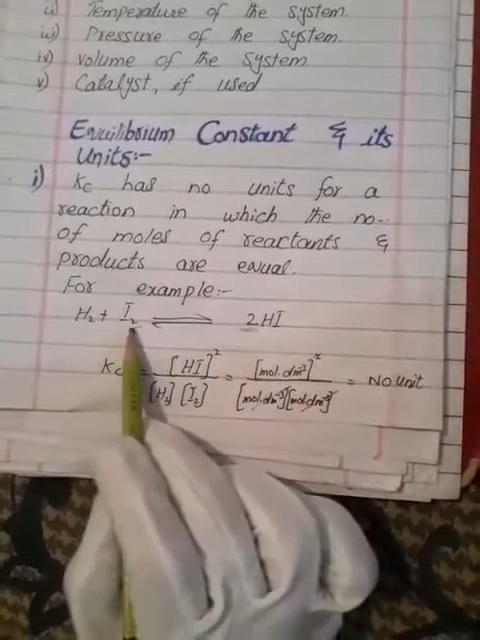 ii) Temperature of the system.
iii) Pressure of the system.
iv) volume of the system
v) Catalyst, if used
Equilibrium Constant & its
Units:-
i) Kc has no units for a
reaction in which the no.
of moles of reactants &
products are equal.
For example:-
H₂ + I₂ ⇌ 2HI
Kc = [HI]² / [H₂][I₂] = [mol.dm⁻³]² / [mol.dm⁻³][mol.dm⁻³] = No unit